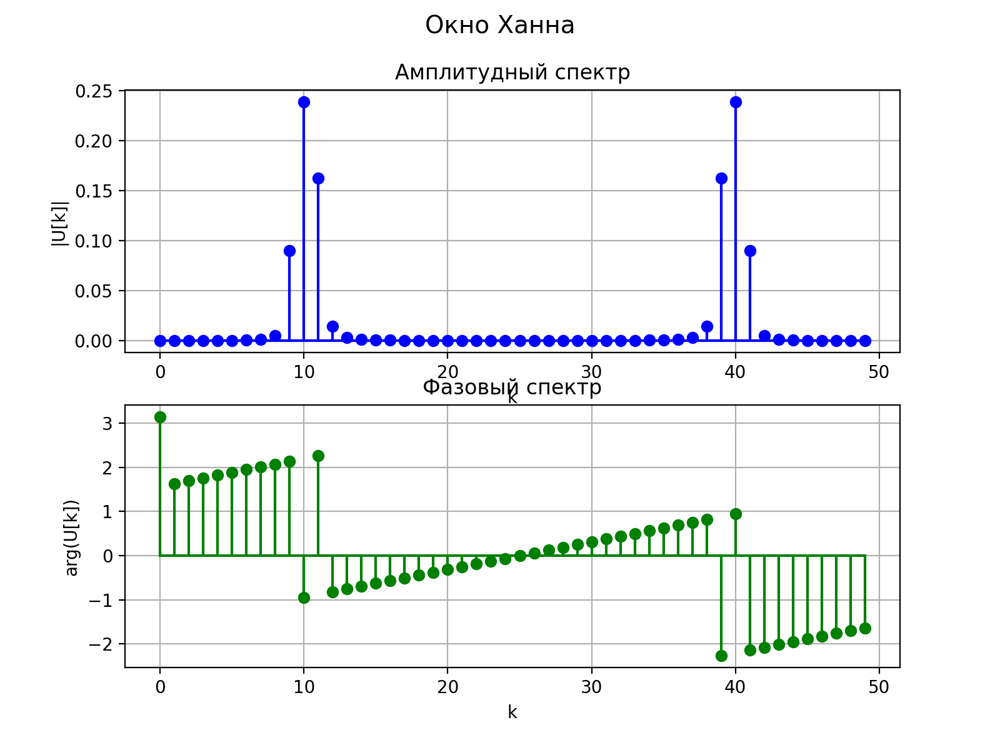 Окно Ханна
Амплитудный спектр
|U[k]|
0.25
0.20
0.15
0.10
0.05
0.00
0 10 20 30 40 50
k
Фазовый спектр
arg(U[k])
3
2
1
0
−1
−2
0 10 20 30 40 50
k